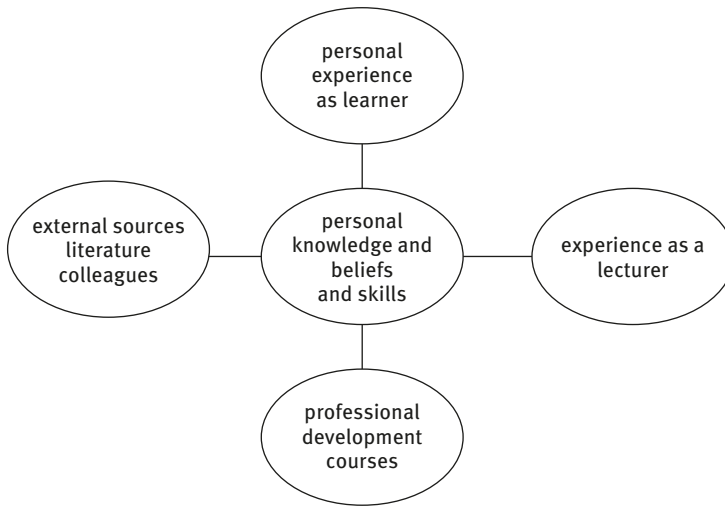 personal
experience
as learner
external sources
literature
colleagues
personal
knowledge and
beliefs
and skills
experience as a
lecturer
professional
development
courses